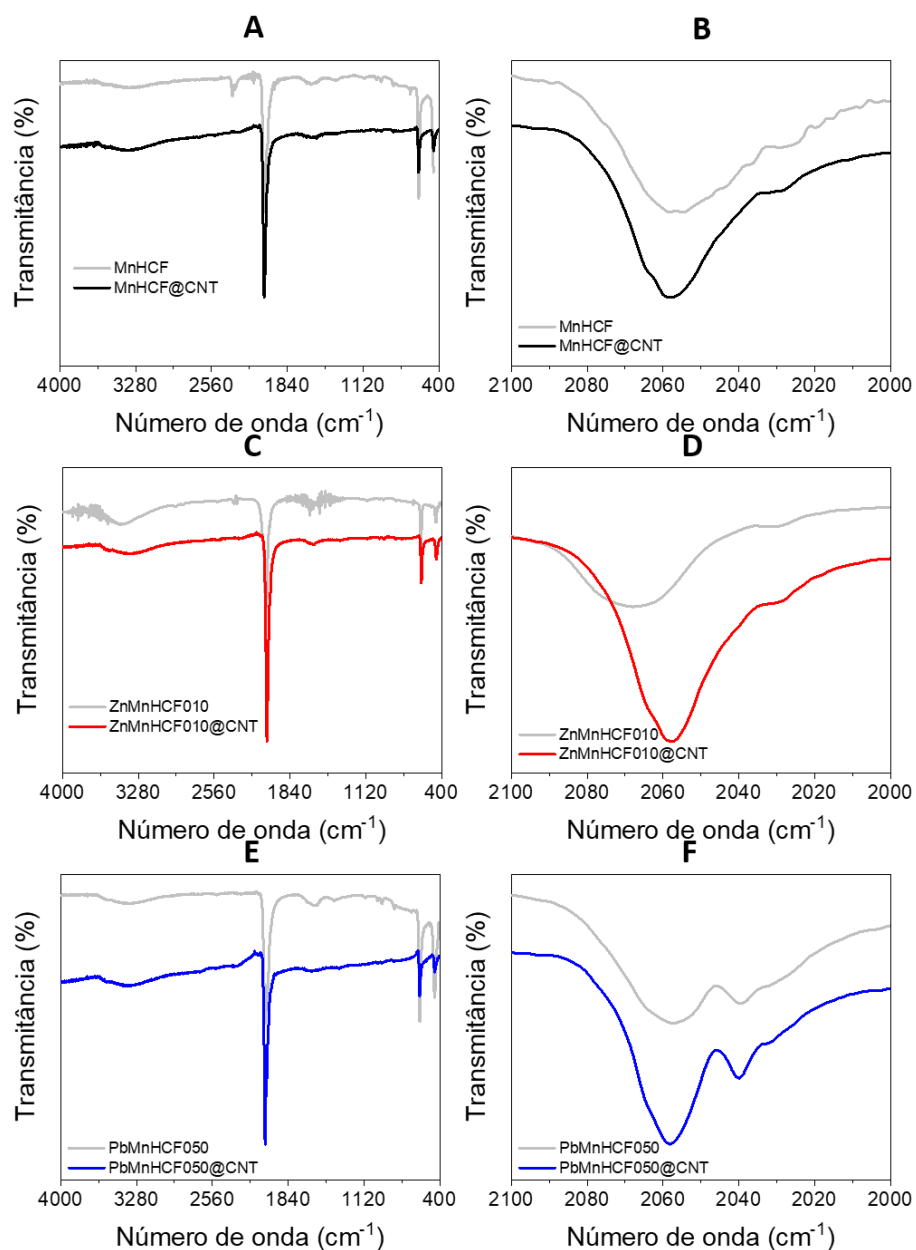 A
B
Transmitância (%)
MnHCF
MnHCF@CNT
4000 3280 2560 1840 1120 400
Número de onda (cm-1)
Transmitância (%)
MnHCF
MnHCF@CNT
2100 2080 2060 2040 2020 2000
Número de onda (cm-1)
C
D
Transmitância (%)
ZnMnHCF010
ZnMnHCF010@CNT
4000 3280 2560 1840 1120 400
Número de onda (cm-1)
Transmitância (%)
ZnMnHCF010
ZnMnHCF010@CNT
2100 2080 2060 2040 2020 2000
Número de onda (cm-1)
E
F
Transmitância (%)
PbMnHCF050
PbMnHCF050@CNT
4000 3280 2560 1840 1120 400
Número de onda (cm-1)
Transmitância (%)
PbMnHCF050
PbMnHCF050@CNT
2100 2080 2060 2040 2020 2000
Número de onda (cm-1)